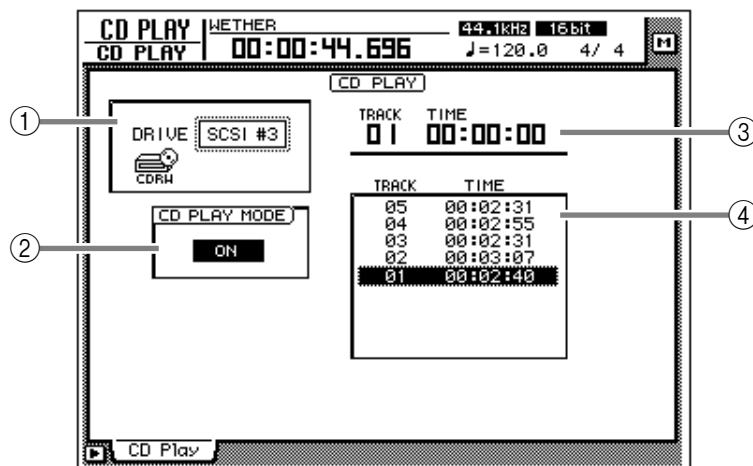 CD PLAY WETHER 44.1kHz 16bit
CD PLAY 00:00:44.696 ♩=120.0 4/ 4 M
CD PLAY
① DRIVE SCSI #3
CDRW
TRACK TIME
01 00:00:00 ③
② CD PLAY MODE
ON
TRACK TIME
05 00:02:31 ④
04 00:02:55
03 00:02:31
02 00:03:07
01 00:02:40
CD Play